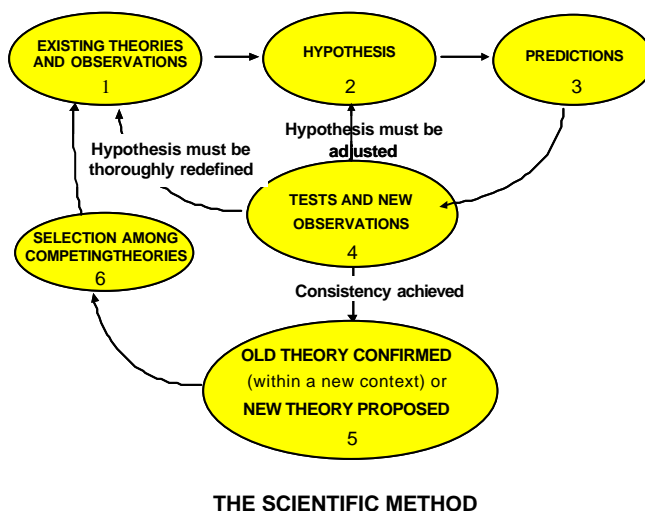 EXISTING THEORIES
AND OBSERVATIONS
1
HYPOTHESIS
2
PREDICTIONS
3
Hypothesis must be
thoroughly redefined
Hypothesis must be
adjusted
TESTS AND NEW
OBSERVATIONS
4
SELECTION AMONG
COMPETINGTHEORIES
6
Consistency achieved
OLD THEORY CONFIRMED
(within a new context) or
NEW THEORY PROPOSED
5
THE SCIENTIFIC METHOD